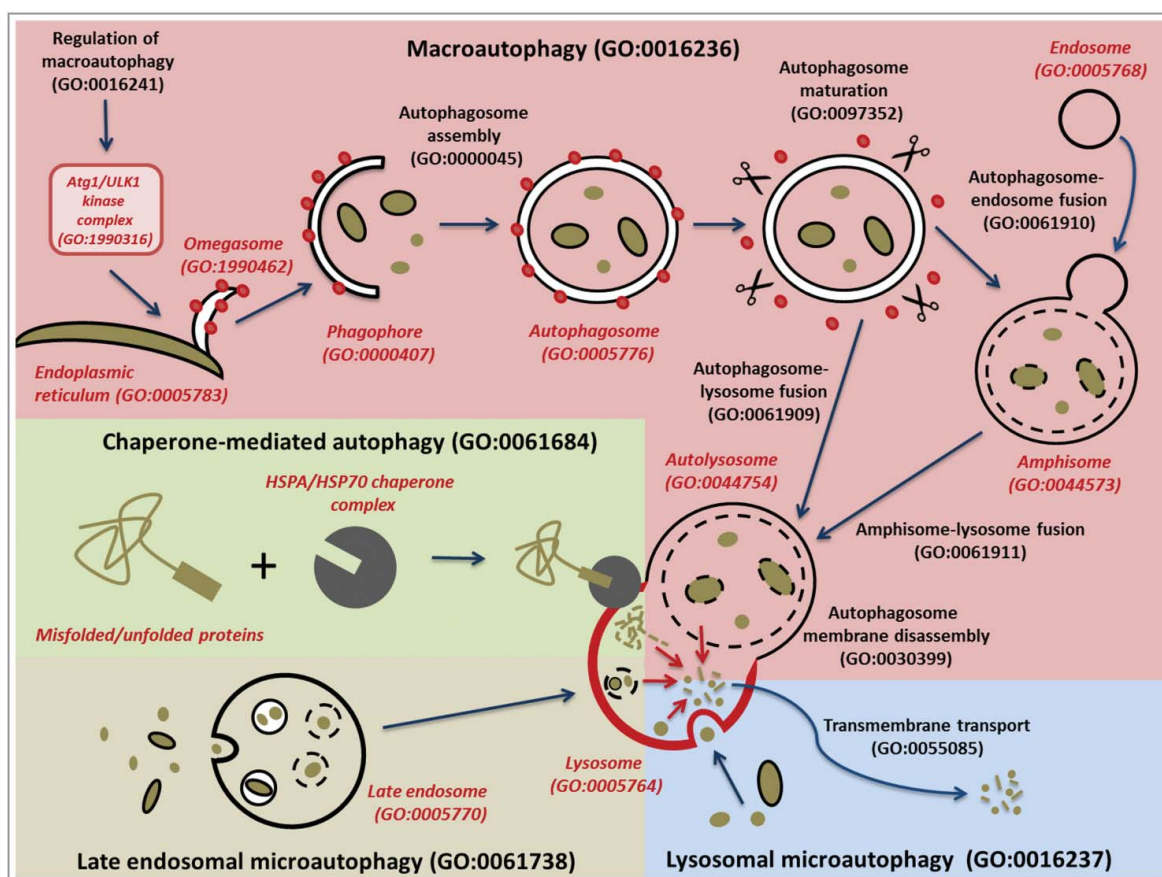 Regulation of
macroautophagy
(GO:0016241)
Macroautophagy (GO:0016236)
Endosome
(GO:0005768)
Autophagosome
maturation
(GO:0097352)
Autophagosome
assembly
(GO:0000045)
Atg1/ULK1
kinase
complex
(GO:1990316)
Autophagosome-
endosome fusion
(GO:0061910)
Omegasome
(GO:1990462)
Phagophore
(GO:0000407)
Autophagosome
(GO:0005776)
Endoplasmic
reticulum (GO:0005783)
Autophagosome-
lysosome fusion
(GO:0061909)
Chaperone-mediated autophagy (GO:0061684)
Autolysosome
(GO:0044754)
Amphisome
(GO:0044573)
HSPA/HSP70 chaperone
complex
Amphisome-lysosome fusion
(GO:0061911)
+
Misfolded/unfolded proteins
Autophagosome
membrane disassembly
(GO:0030399)
Transmembrane transport
(GO:0055085)
Late endosome
(GO:0005770)
Lysosome
(GO:0005764)
Late endosomal microautophagy (GO:0061738)
Lysosomal microautophagy (GO:0016237)